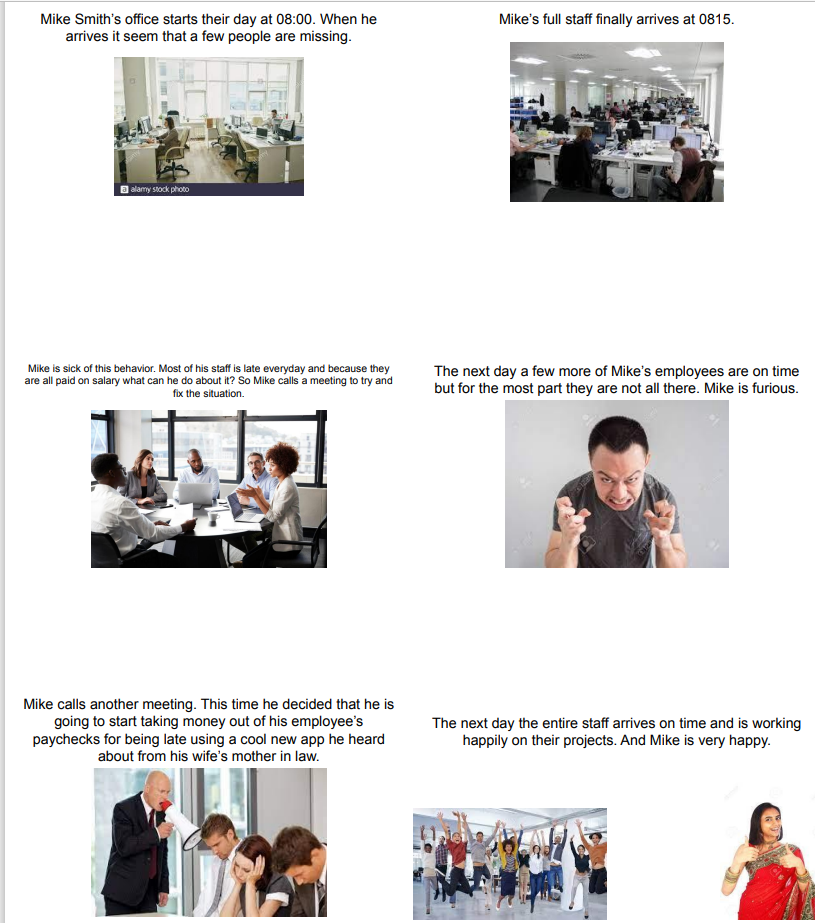 Mike Smith’s office starts their day at 08:00. When he
arrives it seem that a few people are missing.
a alamy stock photo
Mike’s full staff finally arrives at 0815.
Mike is sick of this behavior. Most of his staff is late everyday and because they
are all paid on salary what can he do about it? So Mike calls a meeting to try and
fix the situation.
The next day a few more of Mike’s employees are on time
but for the most part they are not all there. Mike is furious.
Mike calls another meeting. This time he decided that he is
going to start taking money out of his employee’s
paychecks for being late using a cool new app he heard
about from his wife’s mother in law.
The next day the entire staff arrives on time and is working
happily on their projects. And Mike is very happy.